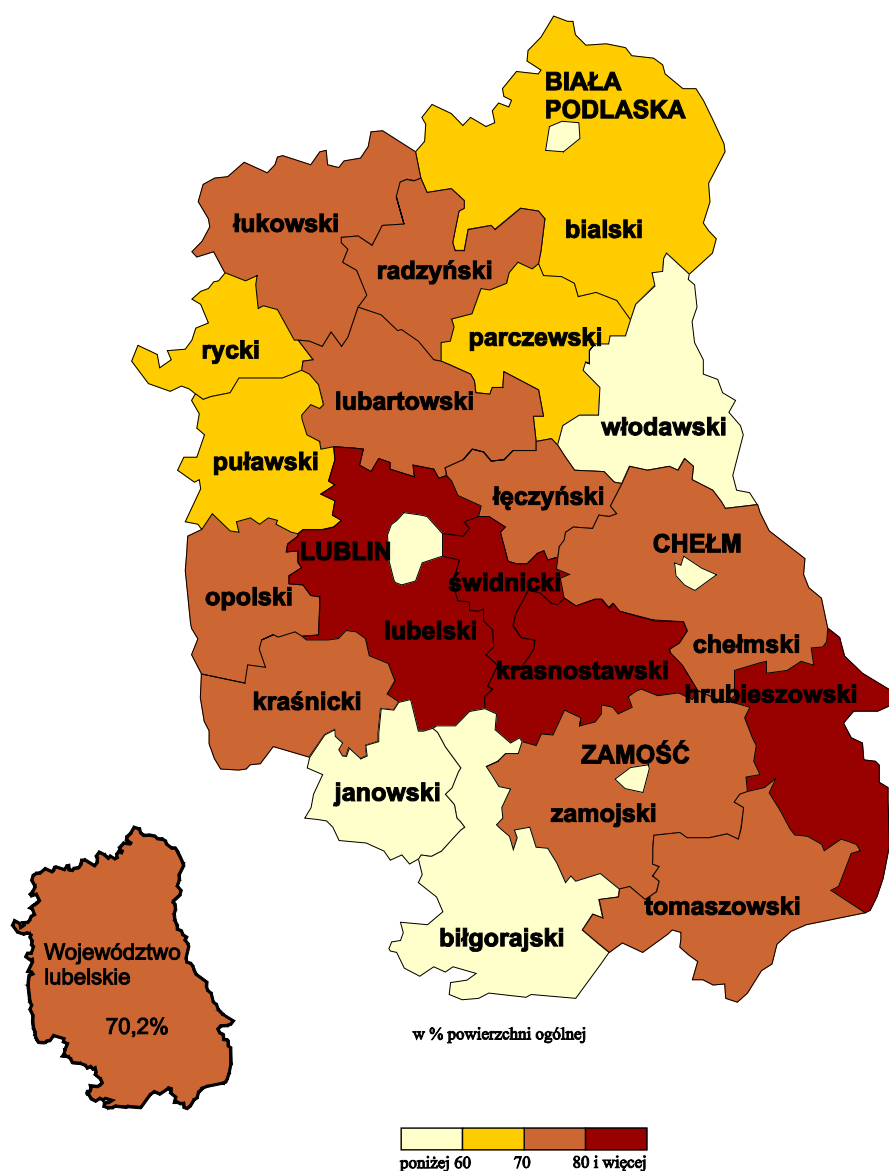 BIAŁA
PODLASKA
łukowski
bialski
radzyński
rycki
parczewski
lubartowski
włodawski
puławski
łęczyński
LUBLIN
CHEŁM
świdnicki
opolski
lubelski
chełmski
krasnostawski
hrubieszowski
kraśnicki
ZAMOŚĆ
janowski
zamojski
tomaszowski
biłgorajski
Województwo
lubelskie
70,2%
w % powierzchni ogólnej
poniżej 60 70 80 i więcej